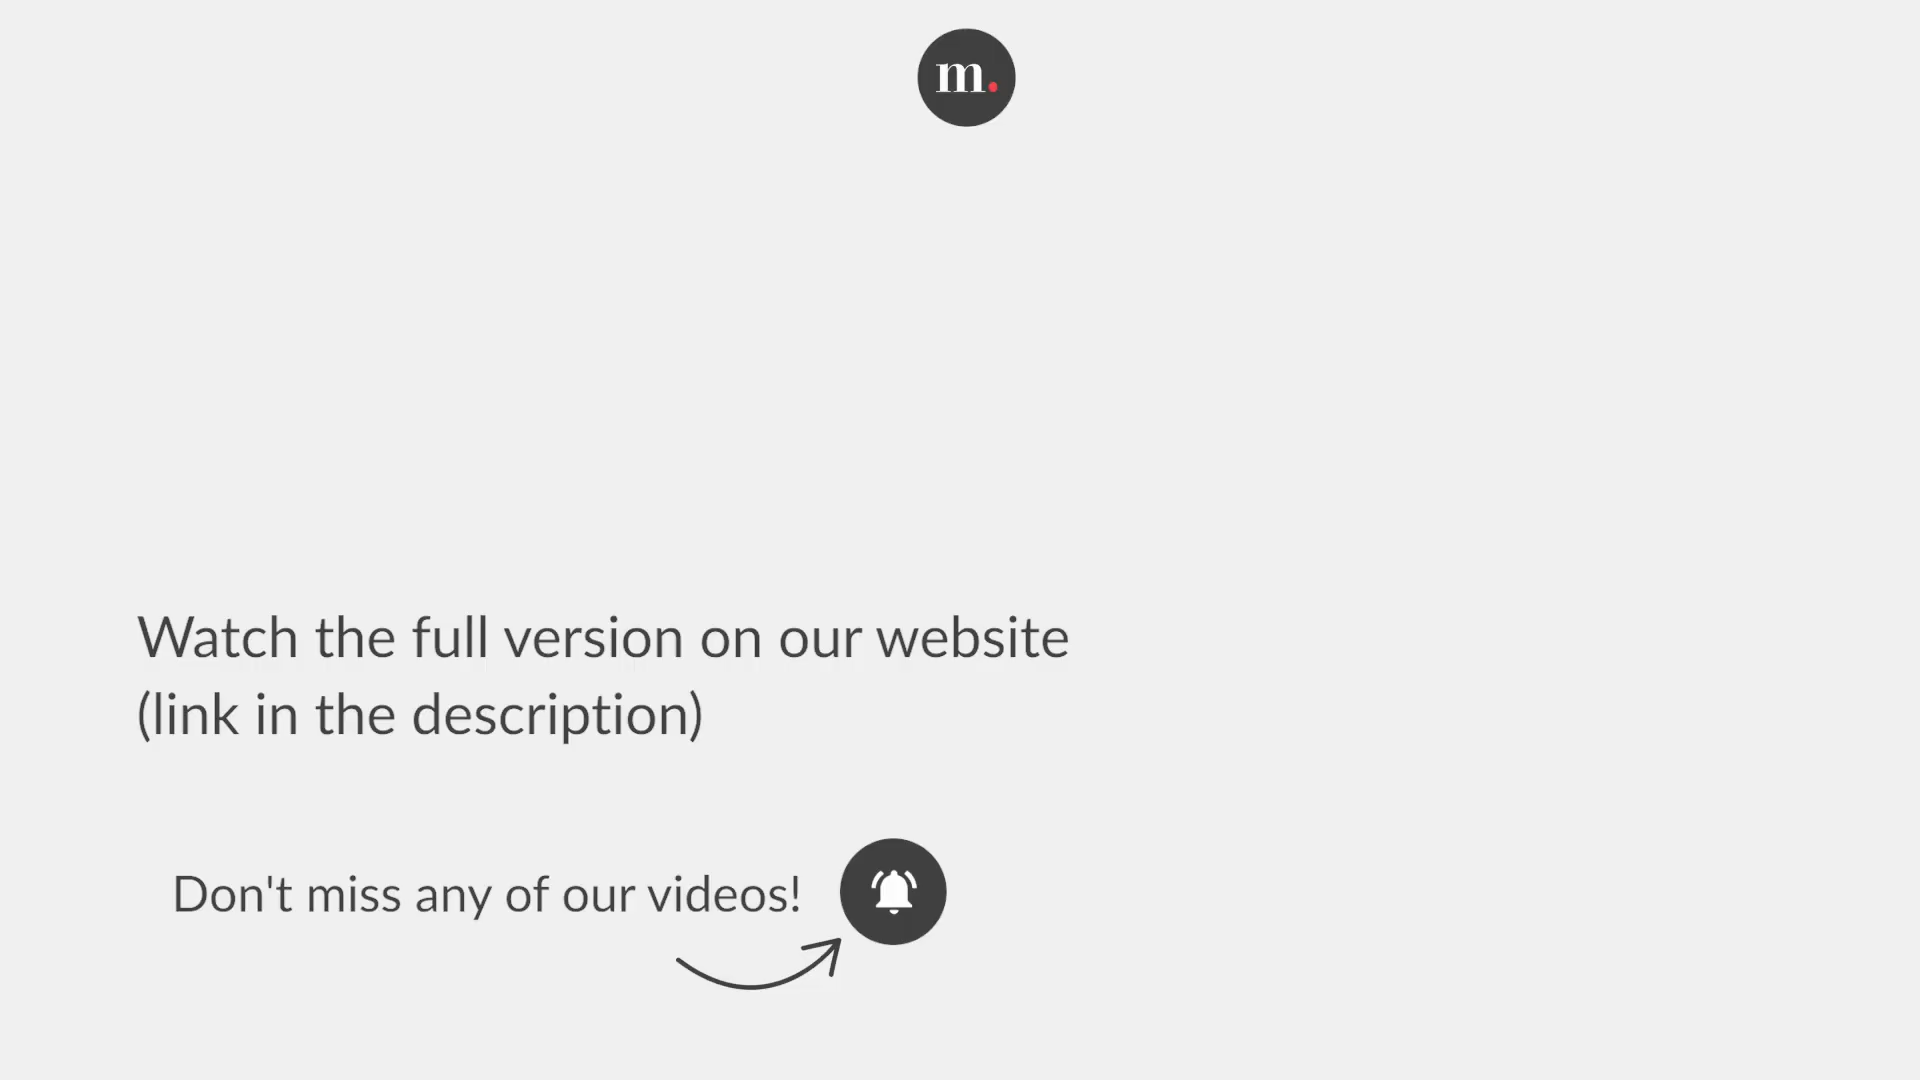 m.
Watch the full version on our website
(link in the description)
Don't miss any of our videos!